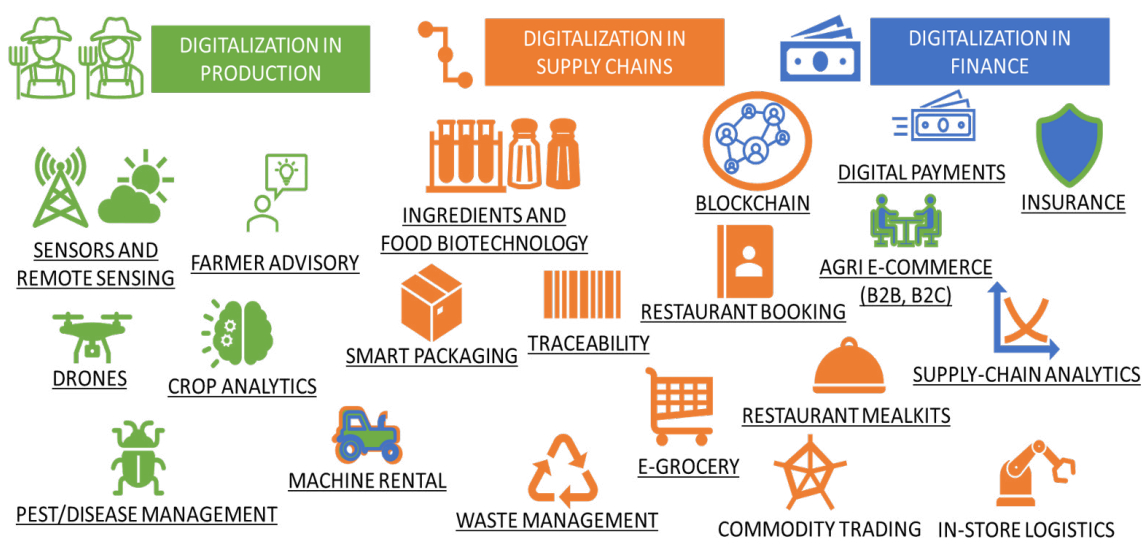 DIGITALIZATION IN
PRODUCTION
DIGITALIZATION IN
SUPPLY CHAINS
DIGITALIZATION IN
FINANCE
SENSORS AND
REMOTE SENSING
FARMER ADVISORY
INGREDIENTS AND
FOOD BIOTECHNOLOGY
BLOCKCHAIN
DIGITAL PAYMENTS
INSURANCE
AGRI E-COMMERCE
(B2B, B2C)
RESTAURANT BOOKING
DRONES
CROP ANALYTICS
SMART PACKAGING
TRACEABILITY
SUPPLY-CHAIN ANALYTICS
RESTAURANT MEALKITS
MACHINE RENTAL
E-GROCERY
PEST/DISEASE MANAGEMENT
WASTE MANAGEMENT
COMMODITY TRADING
IN-STORE LOGISTICS